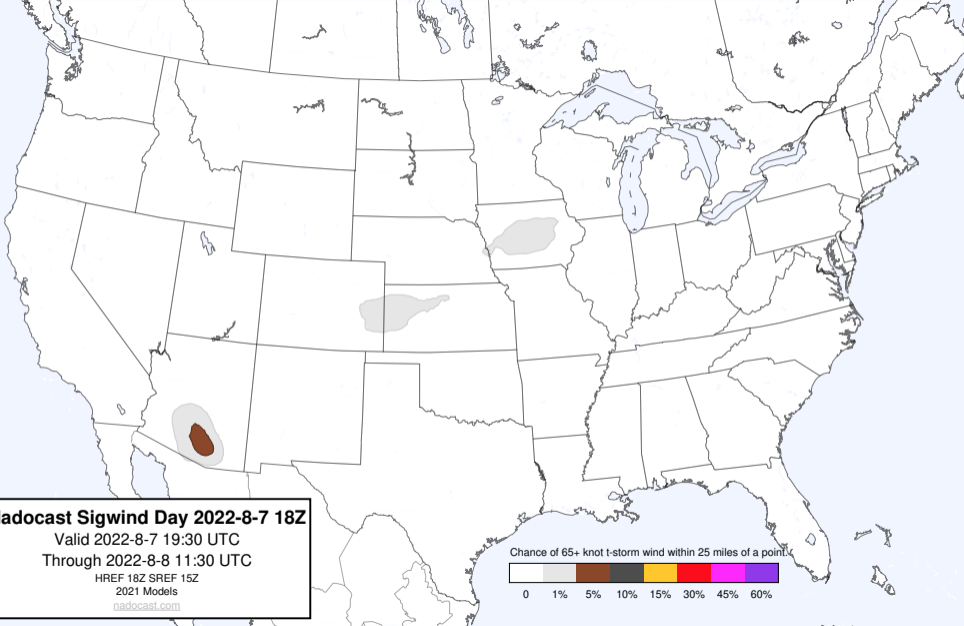 adocast Sigwind Day 2022-8-7 18Z
Valid 2022-8-7 19:30 UTC
Through 2022-8-8 11:30 UTC
HREF 18Z SREF 15Z
2021 Models
nadocast.com
Chance of 65+ knot t-storm wind within 25 miles of a point.
0 1% 5% 10% 15% 30% 45% 60%